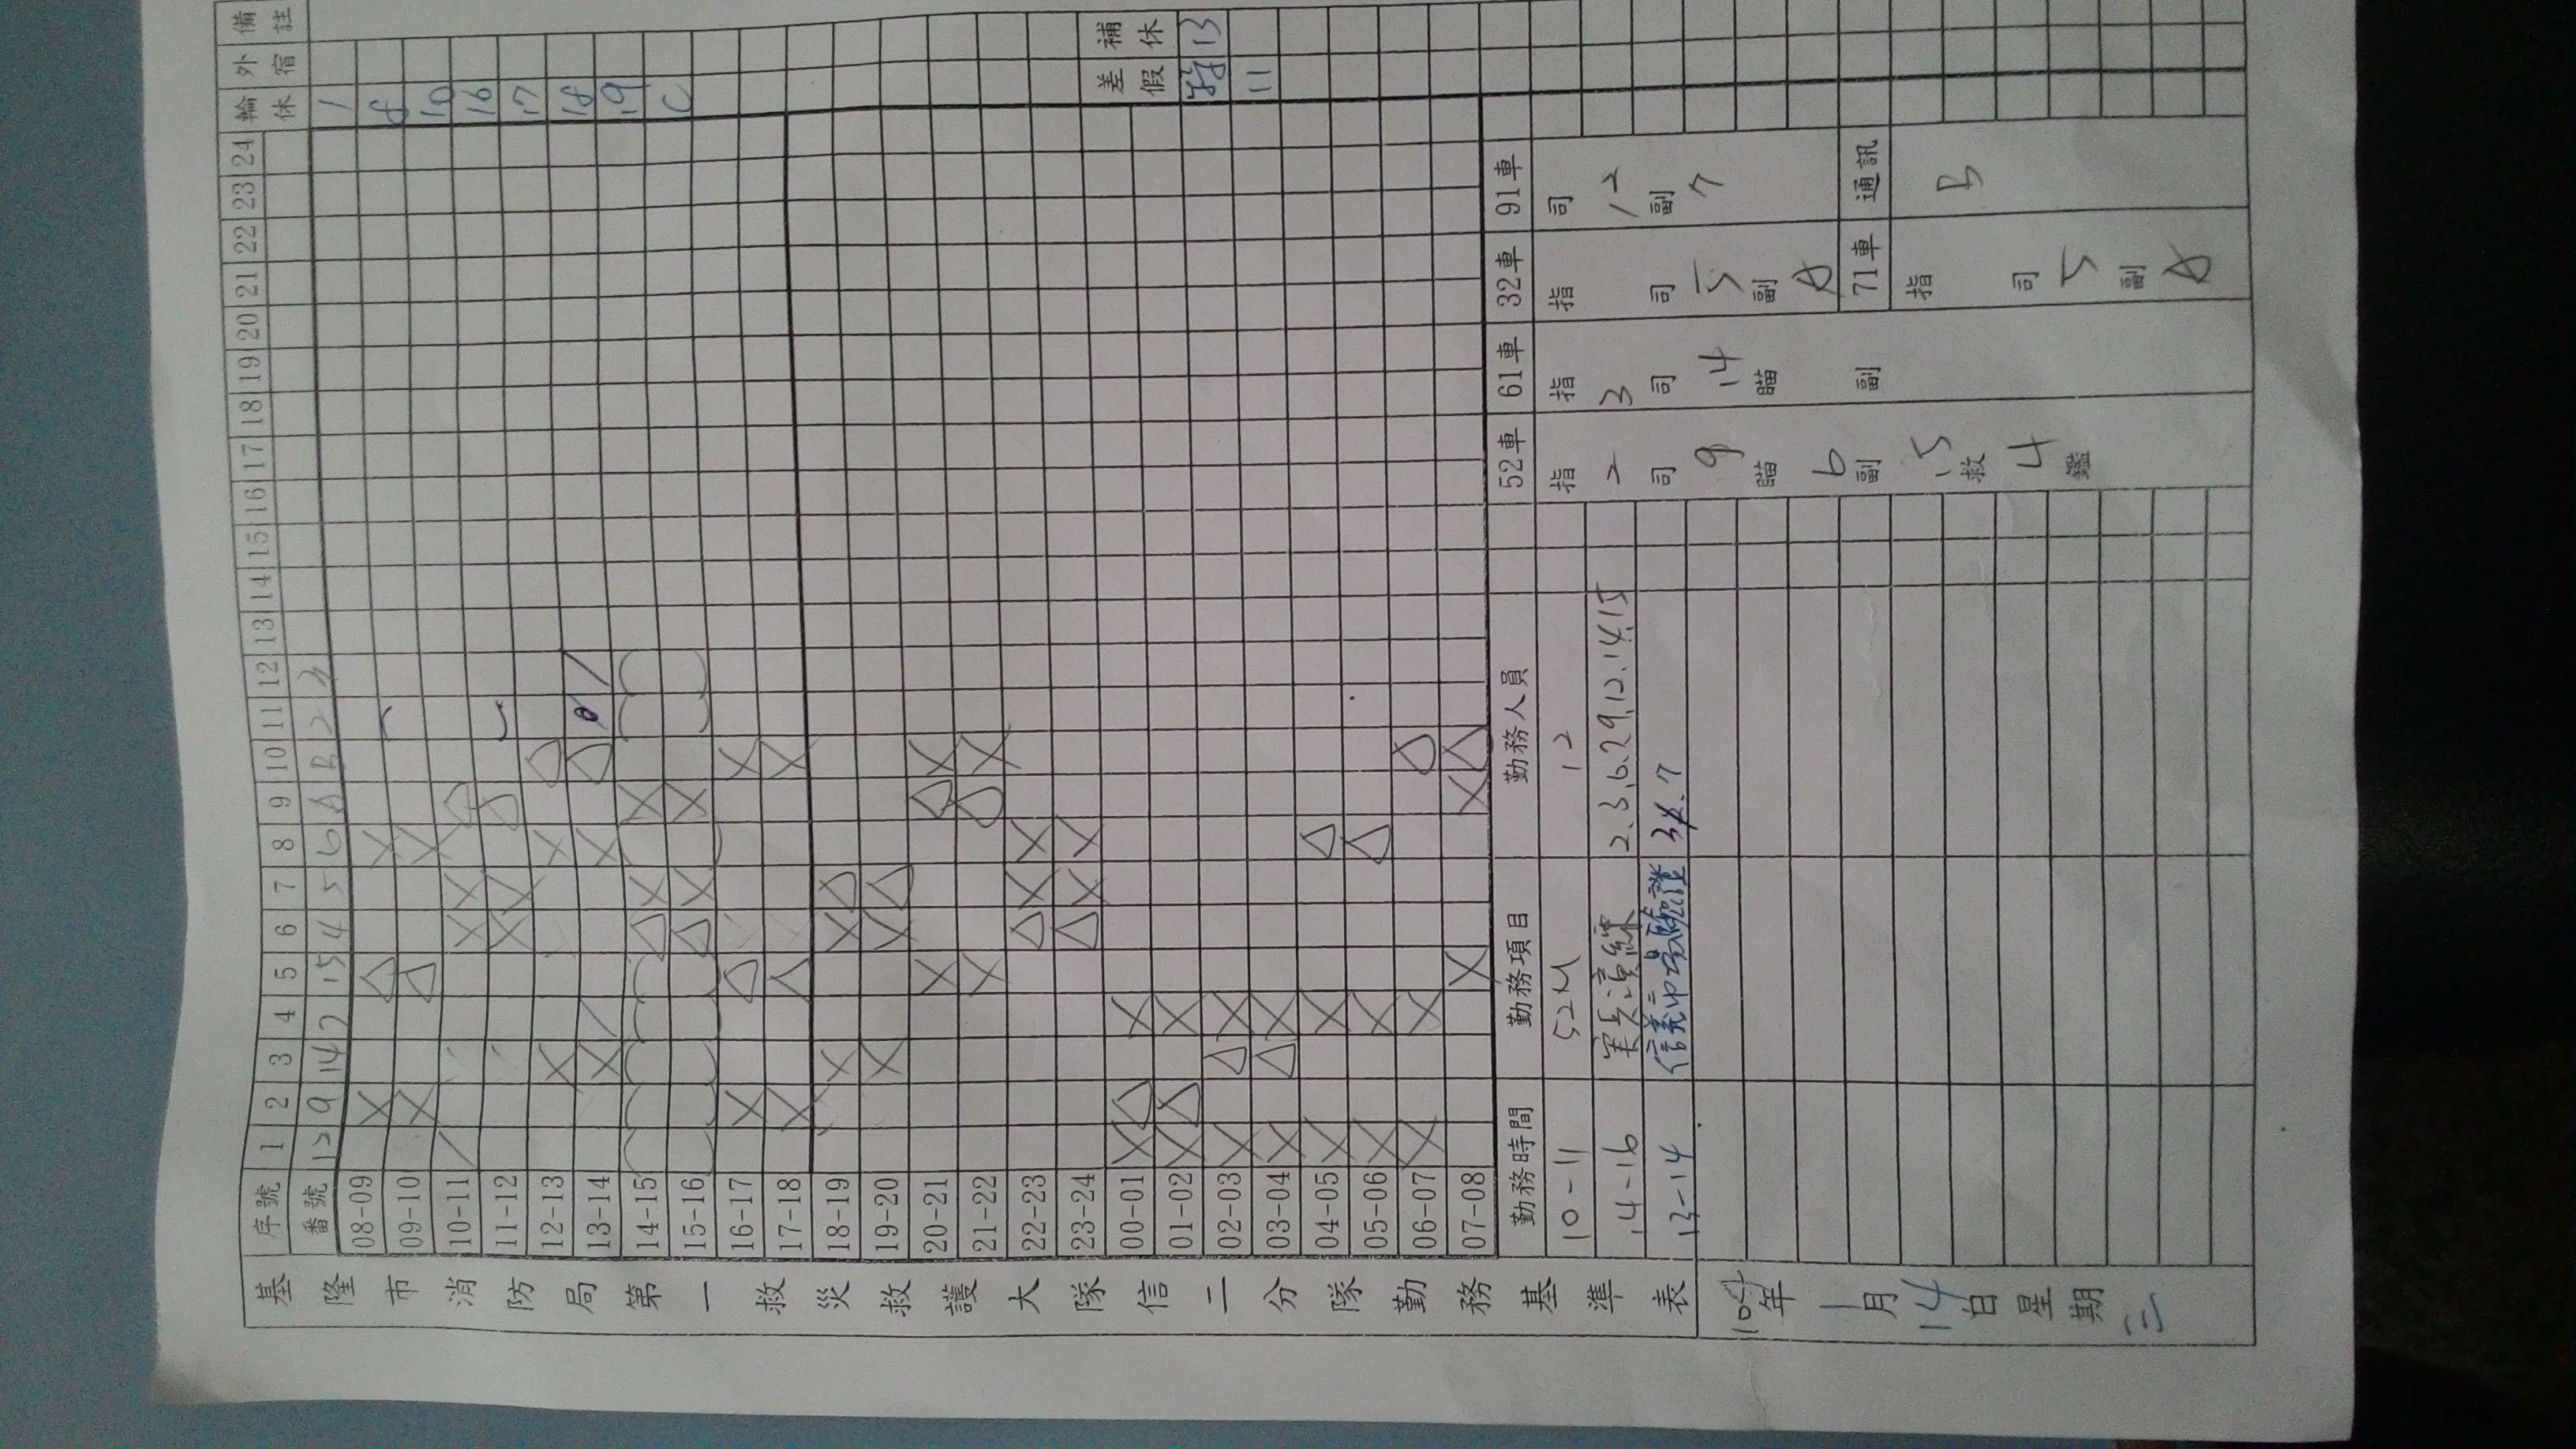 基隆市消防局第一救災救護大隊信二分隊勤務基準表
104年1月14日星期三
序號 1 2 3 4 5 6 7 8 9 10 11 12 13 14 15 16 17 18 19 20 21 22 23 24 輪休 外宿 備註
番號 12 9 14 7 15 4 5 6 A B 2 3
08-09 X △ X
09-10 X △ X
10-11 / X X △
11-12 X X △
12-13 X X △
13-14 X / X △ /
14-15 △ X X
15-16 △ X X
16-17 X △ X
17-18 X △ X
18-19 X X △
19-20 X X △
20-21 X △ X
21-22 X △ X
22-23 △ X X
23-24 △ X X
00-01 X △ X
01-02 X △ X
02-03 X △ X
03-04 X △ X
04-05 X X △
05-06 X X △
06-07 X X △
07-08 X X △
1
8
10
16
17
18
19
C
差假 補休
特 13
11
勤務時間 勤務項目 勤務人員
10-11 52M 12
14-16 実兵演練 2.3.6.7.9.12.14.15
13-14 信義市場驗證 3.7
52車 61車 32車 91車
指 指 指 司
2 3 12
司 司 司 副
9 14 5 7
瞄 瞄 副
6 A
副 副 71車 通訊
15 指 B
救
4 司
鑑 5
副
A